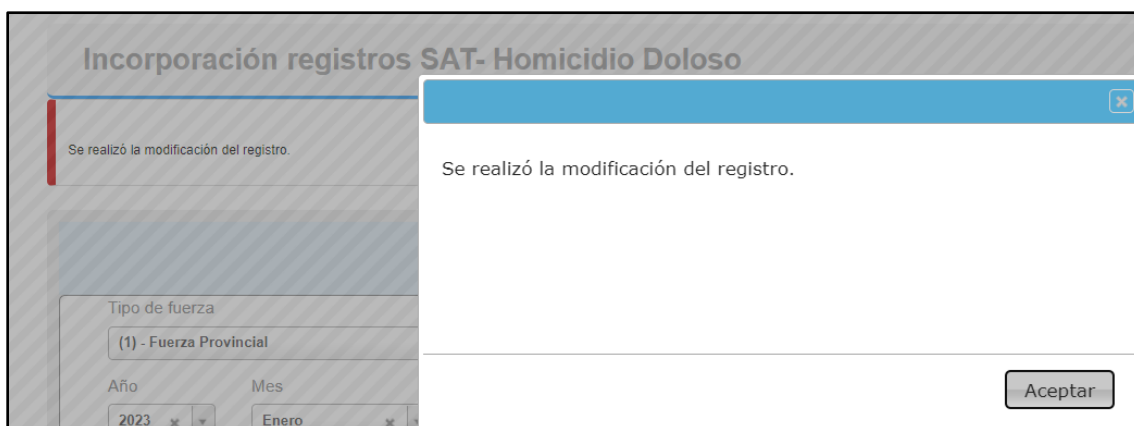 Incorporación registros SAT- Homicidio Doloso
Se realizó la modificación del registro.
Se realizó la modificación del registro.
Tipo de fuerza
(1) - Fuerza Provincial
Año Mes
2023 Enero
Aceptar